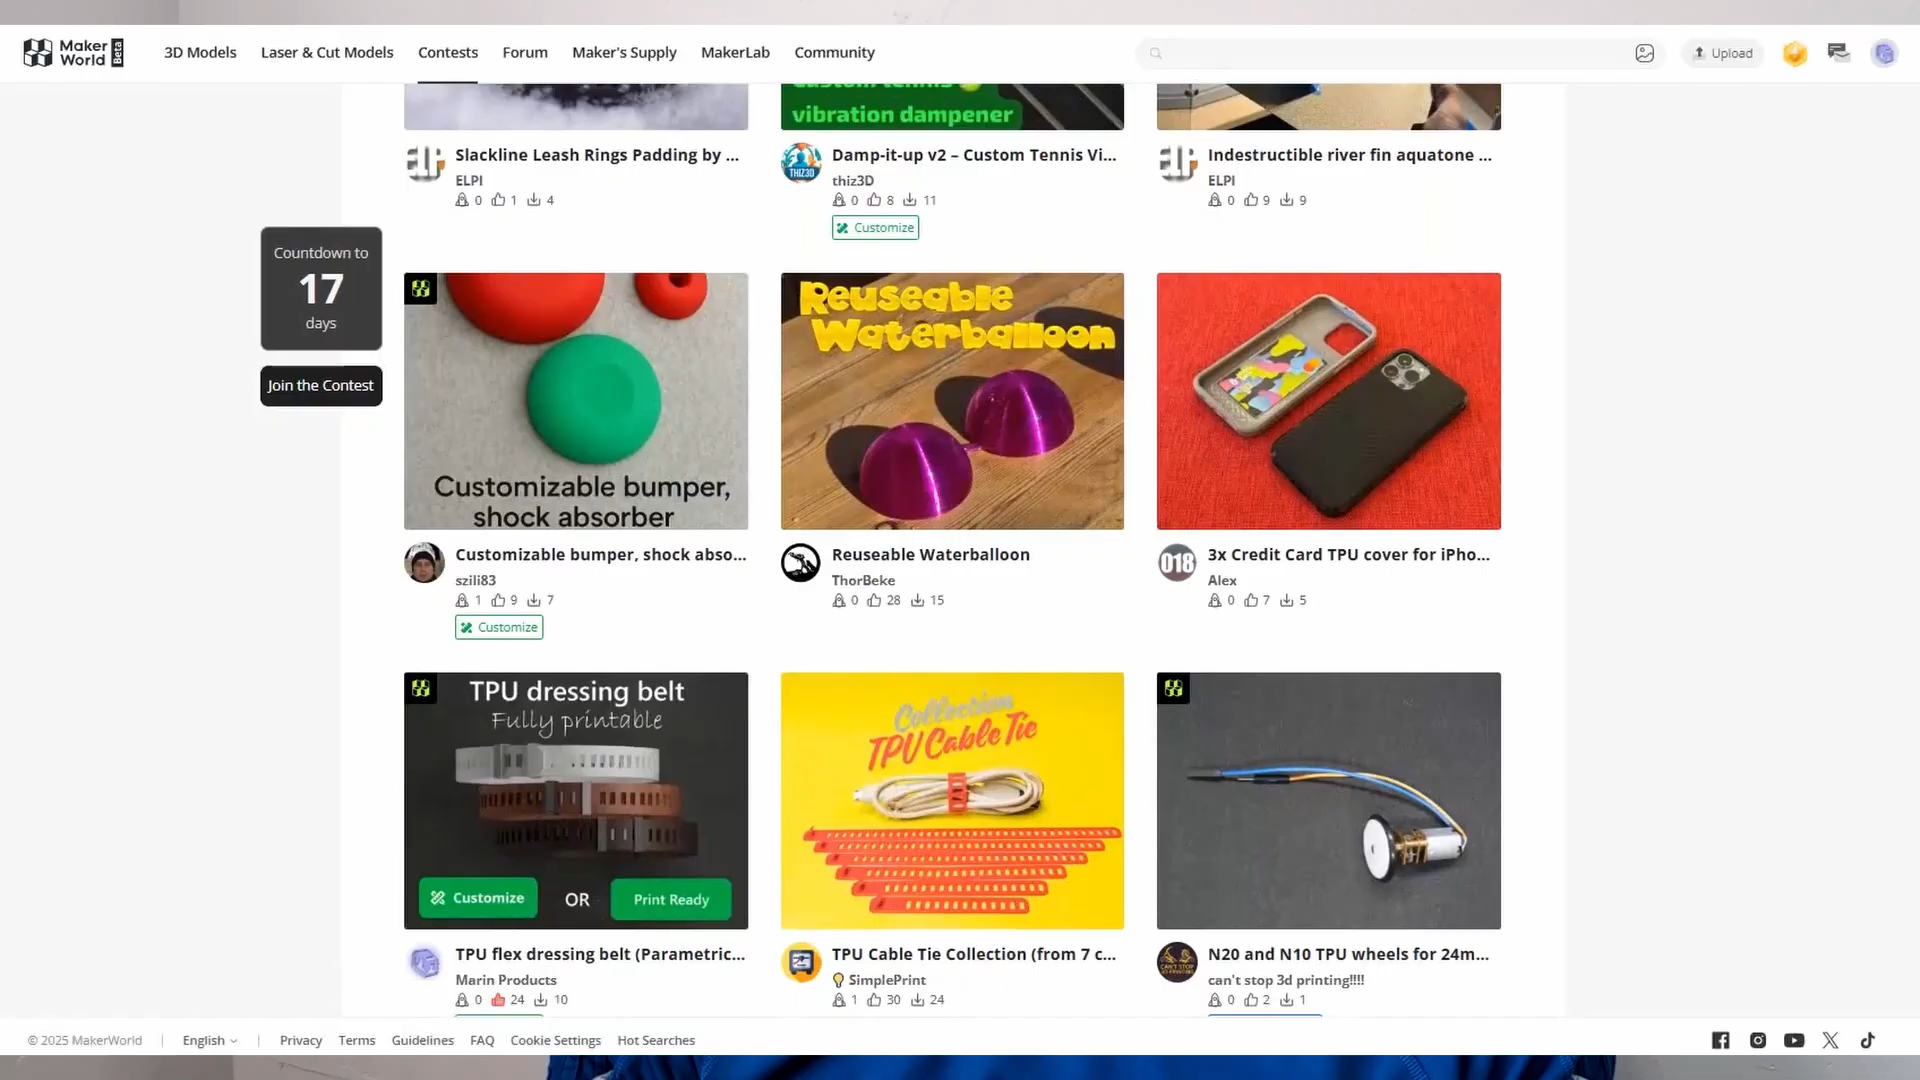 Maker
World
Beta
3D Models
Laser & Cut Models
Contests
Forum
Maker's Supply
MakerLab
Community
Upload
vibration dampener
Slackline Leash Rings Padding by ...
ELPI
0 1 4
THIZ3D
Damp-it-up v2 – Custom Tennis Vi...
thiz3D
0 8 11
Customize
Indestructible river fin aquatone ...
ELPI
0 9 9
Countdown to
17
days
Join the Contest
Customizable bumper,
shock absorber
Customizable bumper, shock abso...
szili83
1 9 7
Customize
Reuseable
Waterballoon
Reuseable Waterballoon
ThorBeke
0 28 15
018
3x Credit Card TPU cover for iPho...
Alex
0 7 5
TPU dressing belt
Fully printable
Customize
OR
Print Ready
TPU flex dressing belt (Parametric...
Marin Products
0 24 10
Collection
TPU Cable Tie
TPU Cable Tie Collection (from 7 c...
SimplePrint
1 30 24
N20 and N10 TPU wheels for 24m...
can't stop 3d printing!!!!
0 2 1
© 2025 MakerWorld
English
Privacy
Terms
Guidelines
FAQ
Cookie Settings
Hot Searches